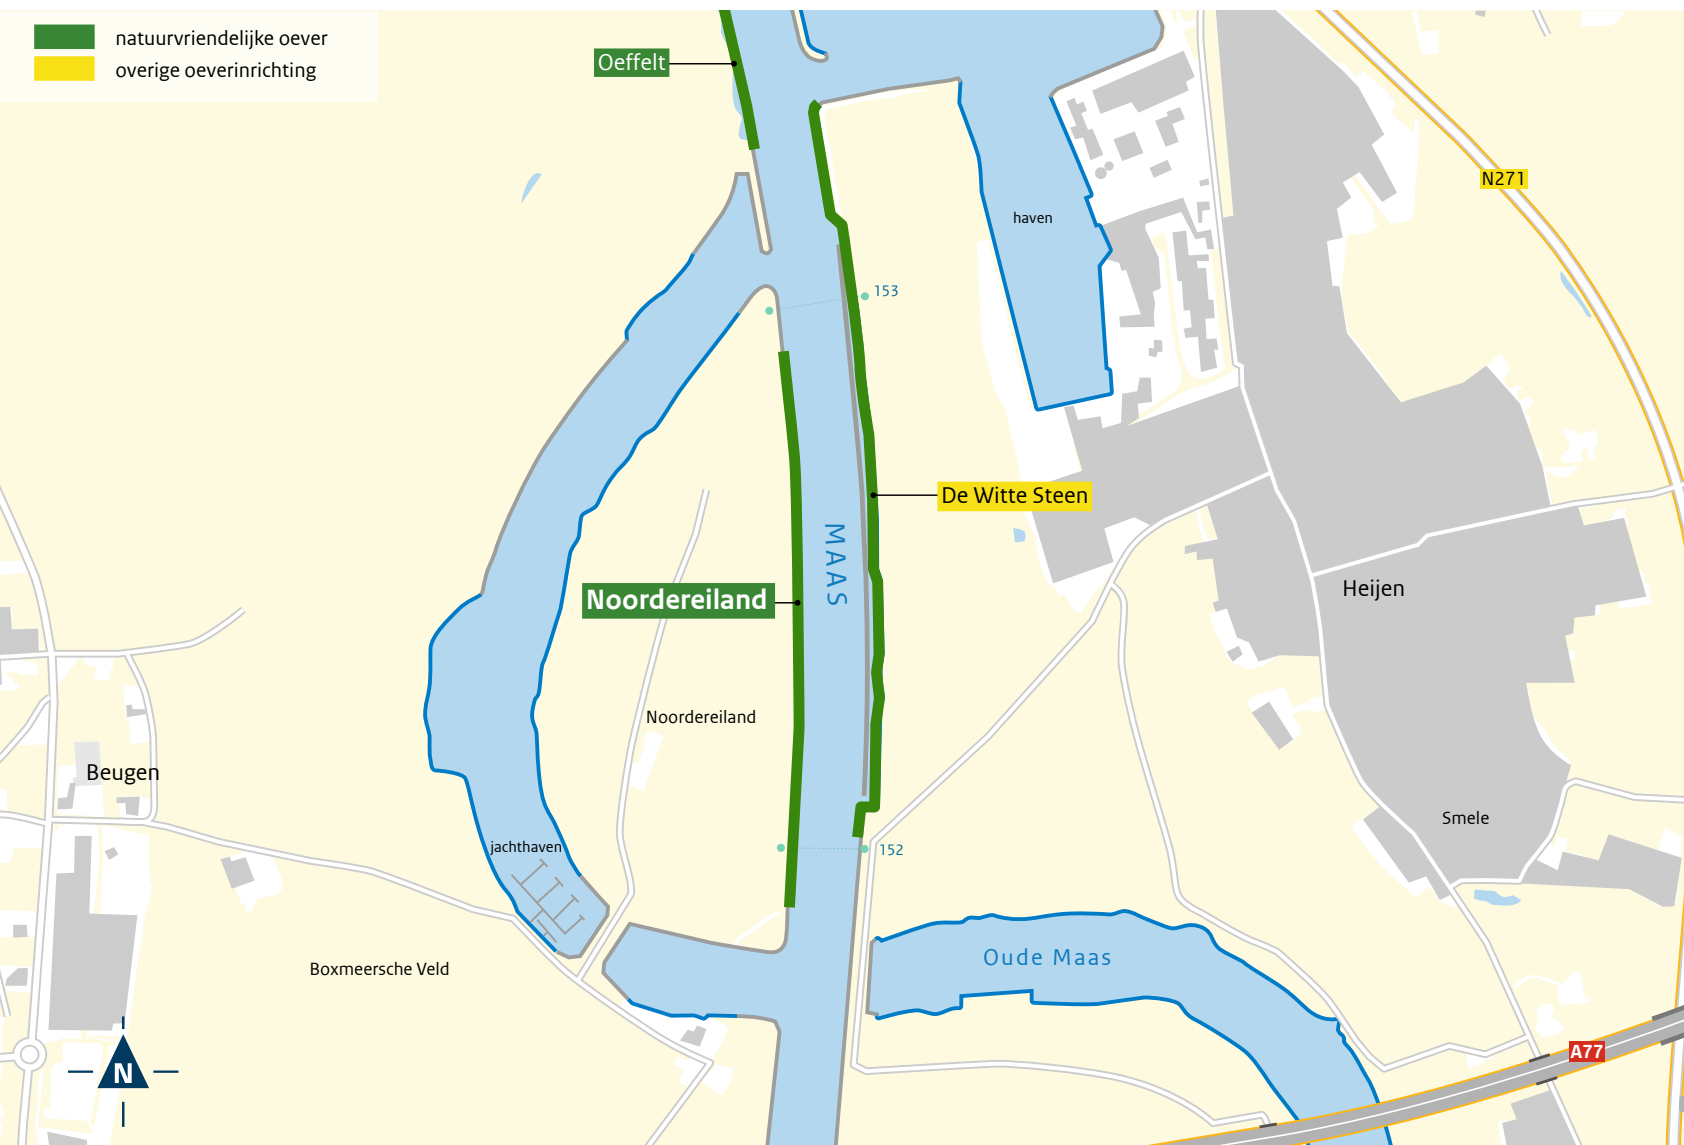 natuurvriendelijke oever
overige oeverinrichting
Oeffelt
N271
haven
153
De Witte Steen
MAAS
Noordereiland
Heijen
Noordereiland
Beugen
Smele
jachthaven
152
Oude Maas
Boxmeersche Veld
A77
N